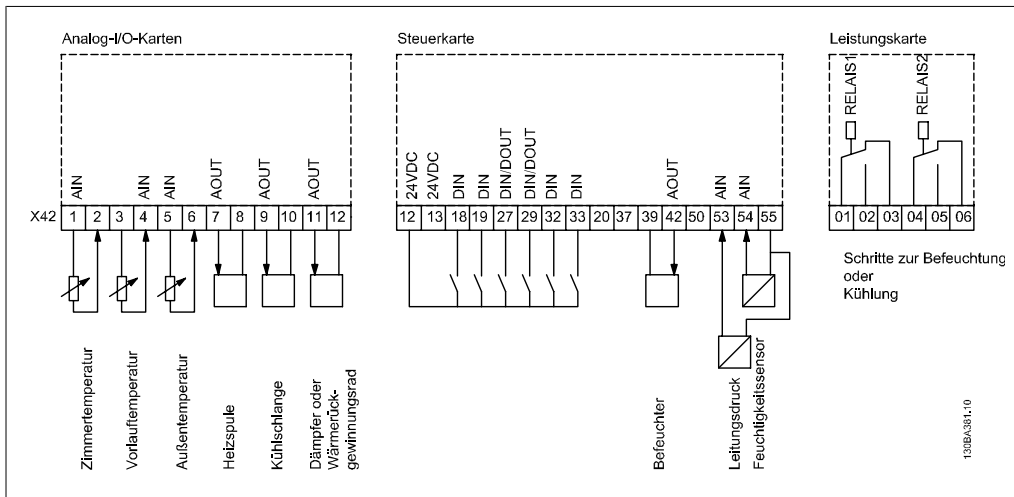 Analog-I/O-Karten
Steuerkarte
Leistungskarte
RELAIS1
RELAIS2
AIN
AIN
AIN
AOUT
AOUT
AOUT
24VDC
24VDC
DIN
DIN
DIN/DOUT
DIN/DOUT
DIN
DIN
AOUT
AIN
AIN
X42 1 2 3 4 5 6 7 8 9 10 11 12
12 13 18 19 27 29 32 33 20 37 39 42 50 53 54 55
01 02 03 04 05 06
Schritte zur Befeuchtung
oder
Kühlung
Zimmertemperatur
Vorlauftemperatur
Außentemperatur
Heizspule
Kühlschlange
Dämpfer oder
Wärmerück-
gewinnungsrad
Befeuchter
Leitungsdruck
Feuchtigkeitssensor
130BA381.10